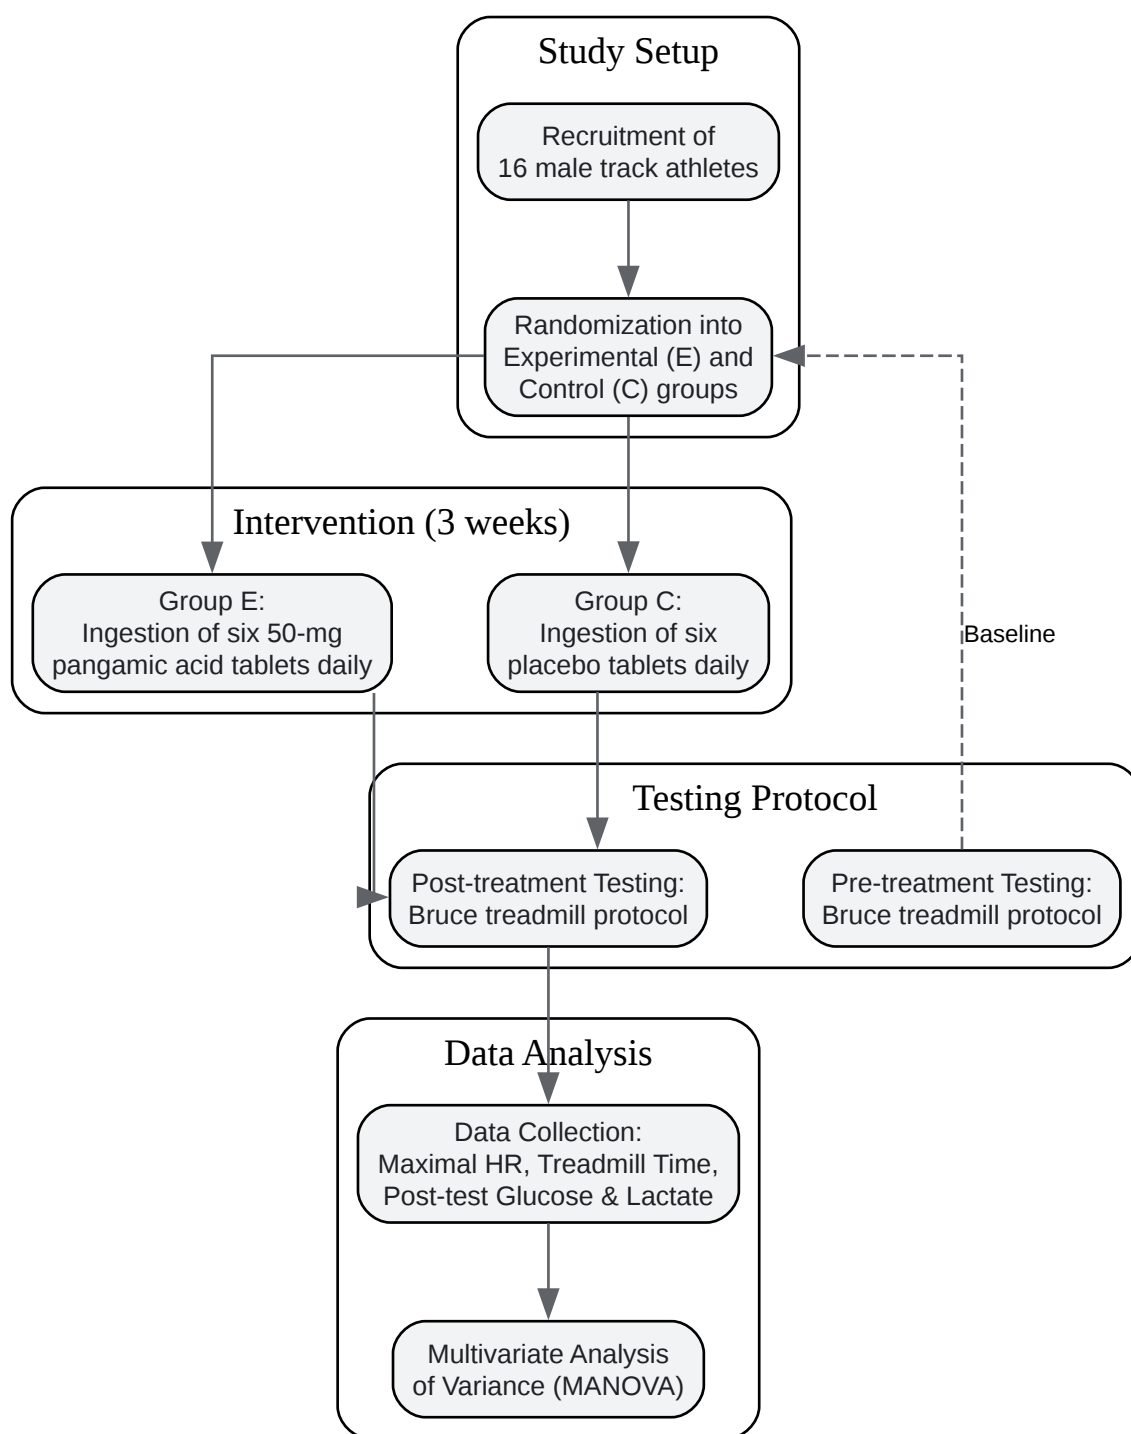 Study Setup
Recruitment of
16 male track athletes
Randomization into
Experimental (E) and
Control (C) groups
Intervention (3 weeks)
Group E:
Ingestion of six 50-mg
pangamic acid tablets daily
Group C:
Ingestion of six
placebo tablets daily
Baseline
Testing Protocol
Post-treatment Testing:
Bruce treadmill protocol
Pre-treatment Testing:
Bruce treadmill protocol
Data Analysis
Data Collection:
Maximal HR, Treadmill Time,
Post-test Glucose & Lactate
Multivariate Analysis
of Variance (MANOVA)